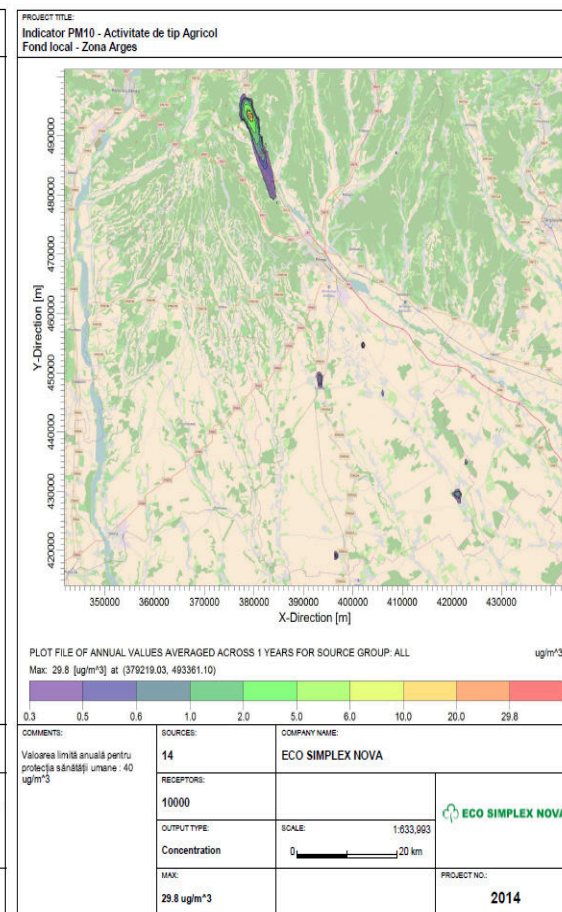 PROJECT TITLE:
Indicator PM10 - Activitate de tip Agricol
Fond local - Zona Arges
Y-Direction [m]
490000
480000
470000
460000
450000
440000
430000
420000
350000 360000 370000 380000 390000 400000 410000 420000 430000
X-Direction [m]
PLOT FILE OF ANNUAL VALUES AVERAGED ACROSS 1 YEARS FOR SOURCE GROUP: ALL
ug/m^3
Max: 29.8 [ug/m^3] at (379219.03, 493361.10)
0.3 0.5 0.6 1.0 2.0 5.0 6.0 10.0 20.0 29.8
COMMENTS:
Valoarea limită anuală pentru
protecția sănătății umane : 40
ug/m^3
SOURCES:
14
COMPANY NAME:
ECO SIMPLEX NOVA
RECEPTORS:
10000
OUTPUT TYPE:
Concentration
SCALE: 1:633,993
0 20 km
ECO SIMPLEX NOVA
MAX:
29.8 ug/m^3
PROJECT NO.:
2014